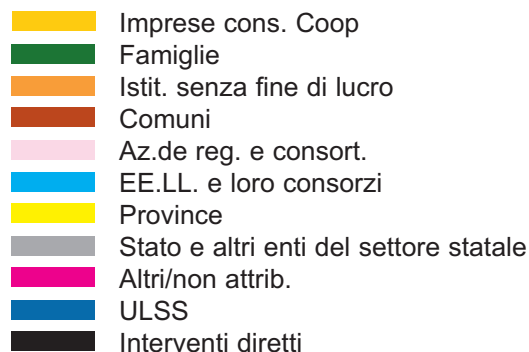 Imprese cons. Coop
Famiglie
Istit. senza fine di lucro
Comuni
Az.de reg. e consort.
EE.LL. e loro consorzi
Province
Stato e altri enti del settore statale
Altri/non attrib.
ULSS
Interventi diretti